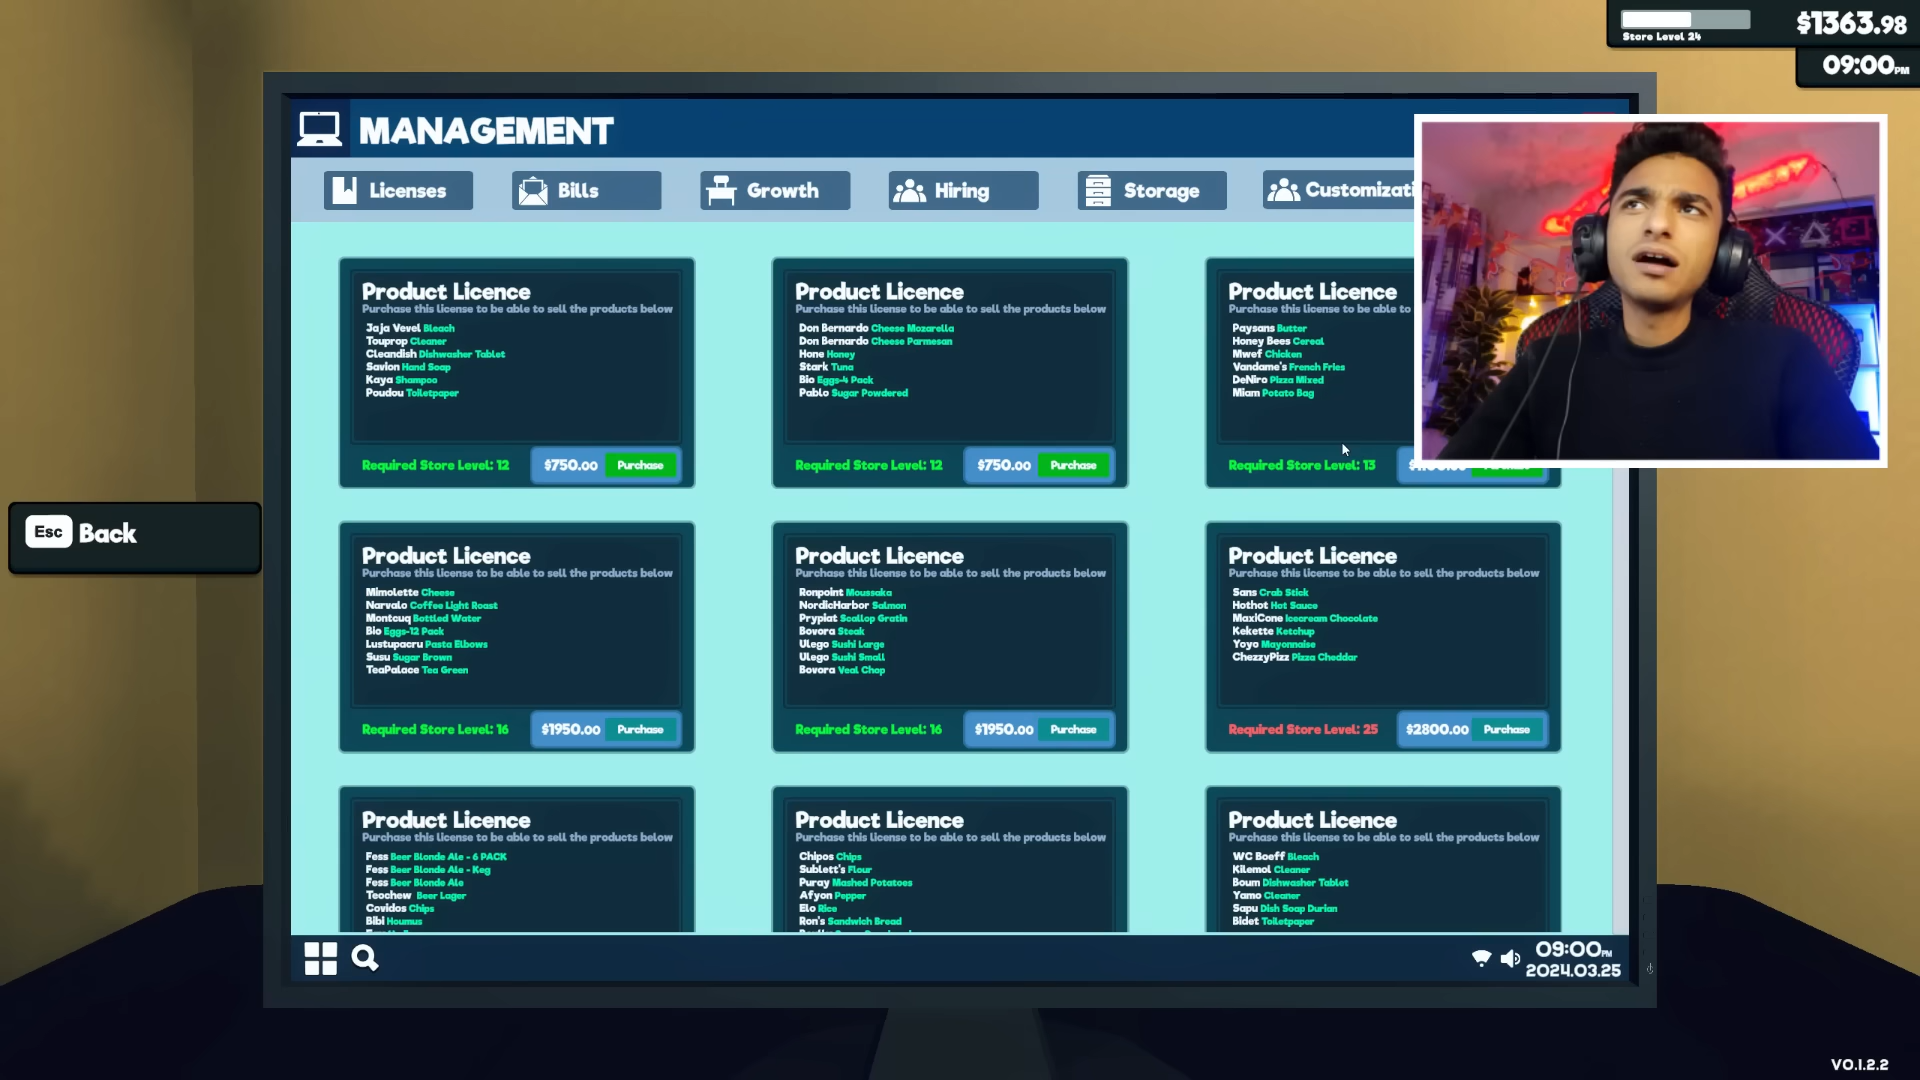 $1363.98
Store Level 24
09:00PM
MANAGEMENT
Licenses
Bills
Growth
Hiring
Storage
Customizati
Product Licence
Purchase this license to be able to sell the products below
Jaja Vevel Bleach
Touprop Cleaner
Cleandish Dishwasher Tablet
Savion Hand Soap
Kaya Shampoo
Poudou Toiletpaper
Required Store Level: 12
$750.00
Purchase
Product Licence
Purchase this license to be able to sell the products below
Don Bernardo Cheese Mozarella
Don Bernardo Cheese Parmesan
Hone Honey
Stark Tuna
Bio Eggs-4 Pack
Pablo Sugar Powdered
Required Store Level: 12
$750.00
Purchase
Product Licence
Purchase this license to be able to
Paysans Butter
Honey Bees Cereal
Mwef Chicken
Vandame's French Fries
DeNiro Pizza Mixed
Miam Potato Bag
Required Store Level: 13
Esc Back
Product Licence
Purchase this license to be able to sell the products below
Mimolette Cheese
Narvalo Coffee Light Roast
Montcuq Bottled Water
Bio Eggs-12 Pack
Lustupacru Pasta Elbows
Susu Sugar Brown
TeaPalace Tea Green
Required Store Level: 16
$1950.00
Purchase
Product Licence
Purchase this license to be able to sell the products below
Ronpoint Moussaka
NordicHarbor Salmon
Prypiat Scallop Gratin
Bovora Steak
Ulego Sushi Large
Ulego Sushi Small
Bovora Veal Chop
Required Store Level: 16
$1950.00
Purchase
Product Licence
Purchase this license to be able to sell the products below
Sans Crab Stick
Hothot Hot Sauce
MaxiCone Icecream Chocolate
Kekette Ketchup
Yoyo Mayonnaise
ChezzyPizz Pizza Cheddar
Required Store Level: 25
$2800.00
Purchase
Product Licence
Purchase this license to be able to sell the products below
Fess Beer Blonde Ale - 6 PACK
Fess Beer Blonde Ale - Keg
Fess Beer Blonde Ale
Teochew Beer Lager
Covidos Chips
Bibi Houmus
Product Licence
Purchase this license to be able to sell the products below
Chipos Chips
Sublett's Flour
Puray Mashed Potatoes
Afyon Pepper
Elo Rice
Ron's Sandwich Bread
Product Licence
Purchase this license to be able to sell the products below
WC Boeff Bleach
Kilemol Cleaner
Boum Dishwasher Tablet
Yamo Cleaner
Sapu Dish Soap Durian
Bidet Toiletpaper
09:00PM
2024.03.25
V0.1.2.2